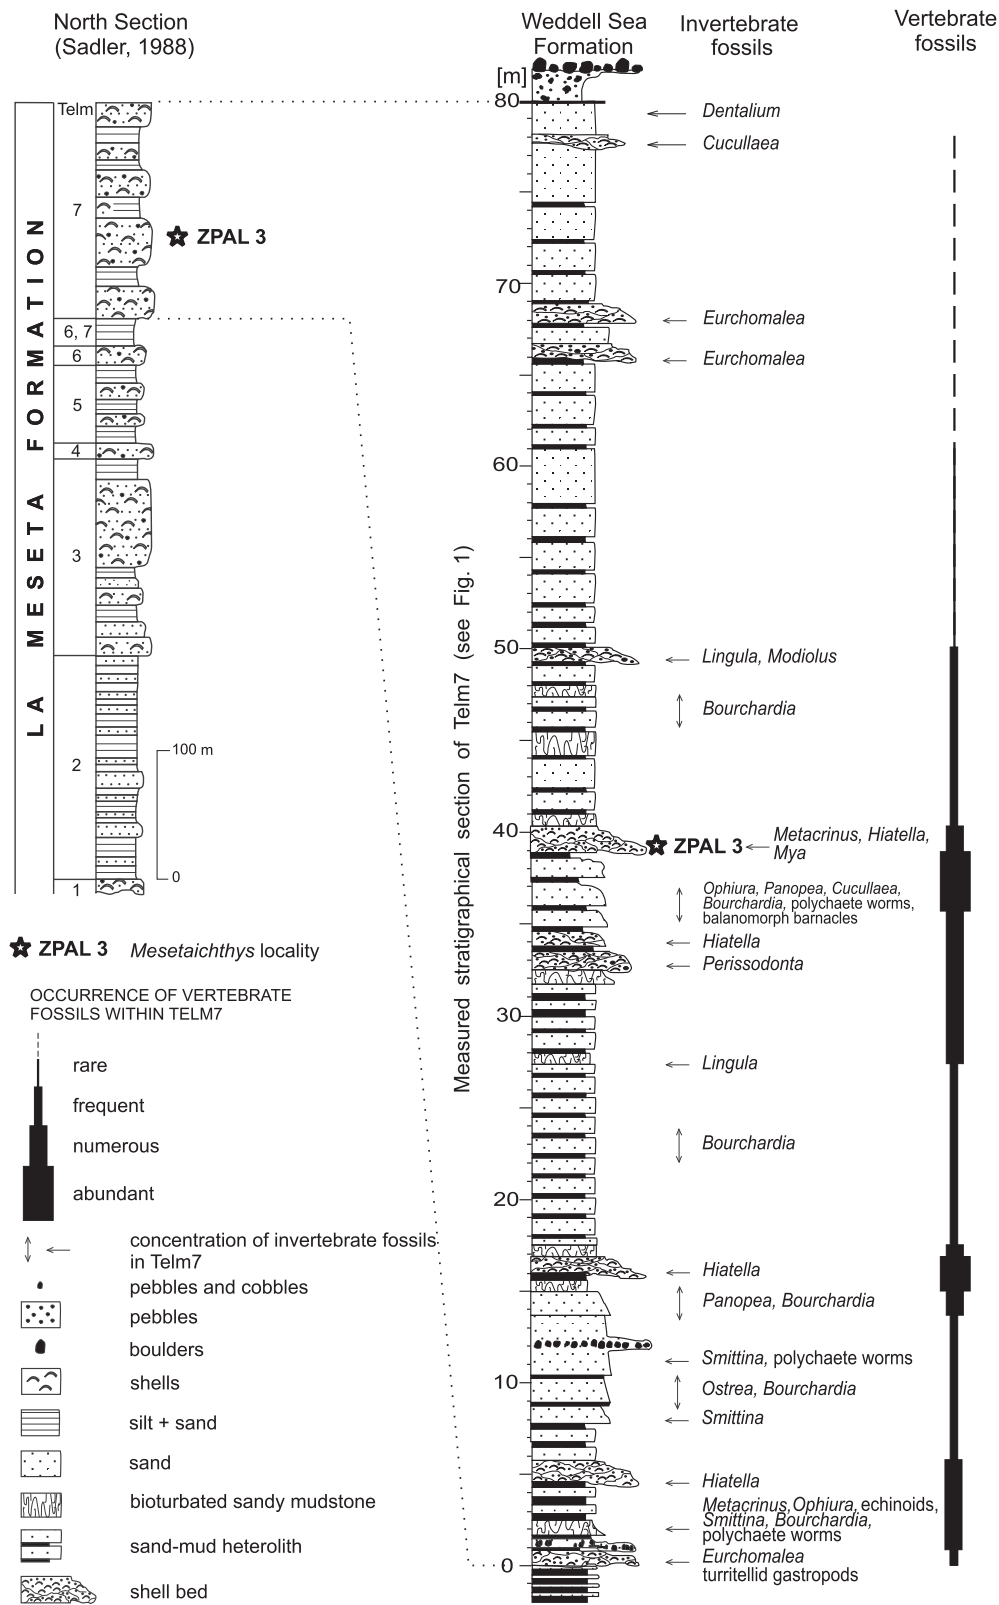 North Section
(Sadler, 1988)
Weddell Sea
Formation
Invertebrate
fossils
Vertebrate
fossils
[m]
Telm
7
6, 7
6
5
4
3
2
1
LA MESETA FORMATION
ZPAL 3
100 m
0
Measured stratigraphical section of Telm7 (see Fig. 1)
80
70
60
50
40
30
20
10
0
Dentalium
Cucullaea
Eurchomalea
Eurchomalea
Lingula, Modiolus
Bourchardia
ZPAL 3
Metacrinus, Hiatella,
Mya
Ophiura, Panopea, Cucullaea,
Bourchardia, polychaete worms,
balanomorph barnacles
Hiatella
Perissodonta
Lingula
Bourchardia
Hiatella
Panopea, Bourchardia
Smittina, polychaete worms
Ostrea, Bourchardia
Smittina
Hiatella
Metacrinus, Ophiura, echinoids,
Smittina, Bourchardia,
polychaete worms
Eurchomalea
turritellid gastropods
ZPAL 3 Mesetaichthys locality
OCCURRENCE OF VERTEBRATE
FOSSILS WITHIN TELM7
rare
frequent
numerous
abundant
concentration of invertebrate fossils
in Telm7
pebbles and cobbles
pebbles
boulders
shells
silt + sand
sand
bioturbated sandy mudstone
sand-mud heterolith
shell bed